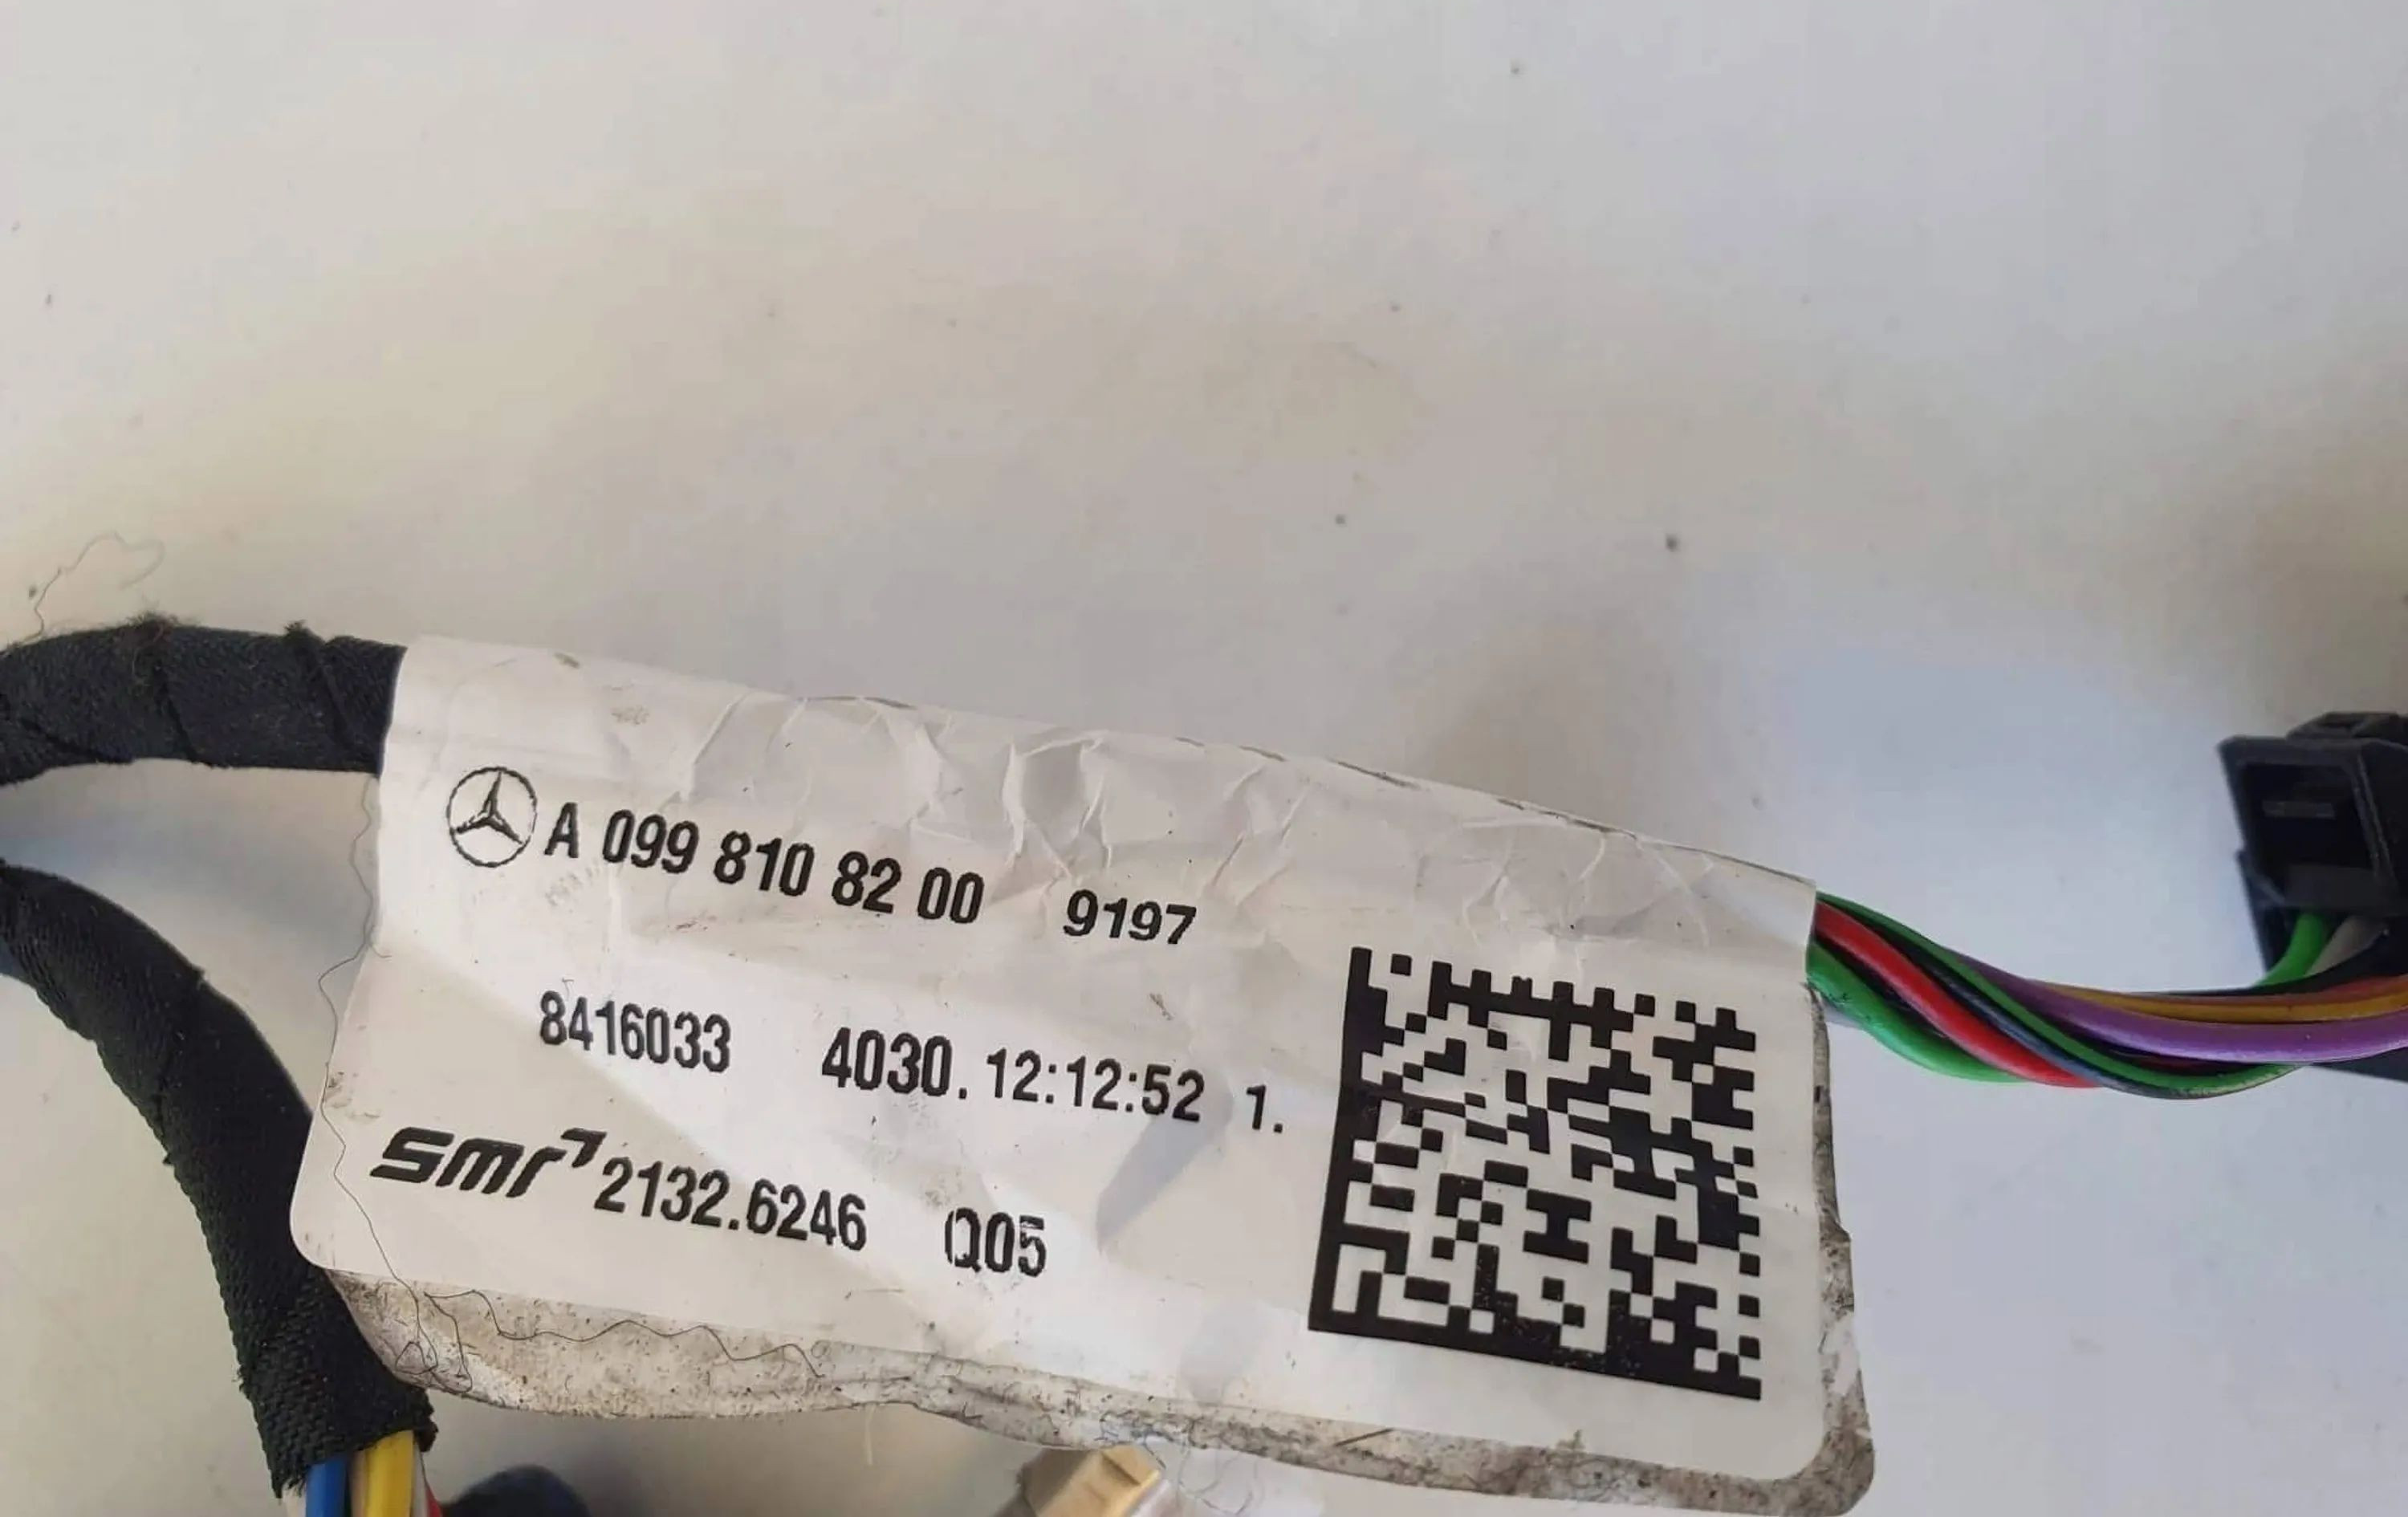 A 099 810 82 00 9197
8416033 4030. 12:12:52 1.
smr 2132.6246 Q05